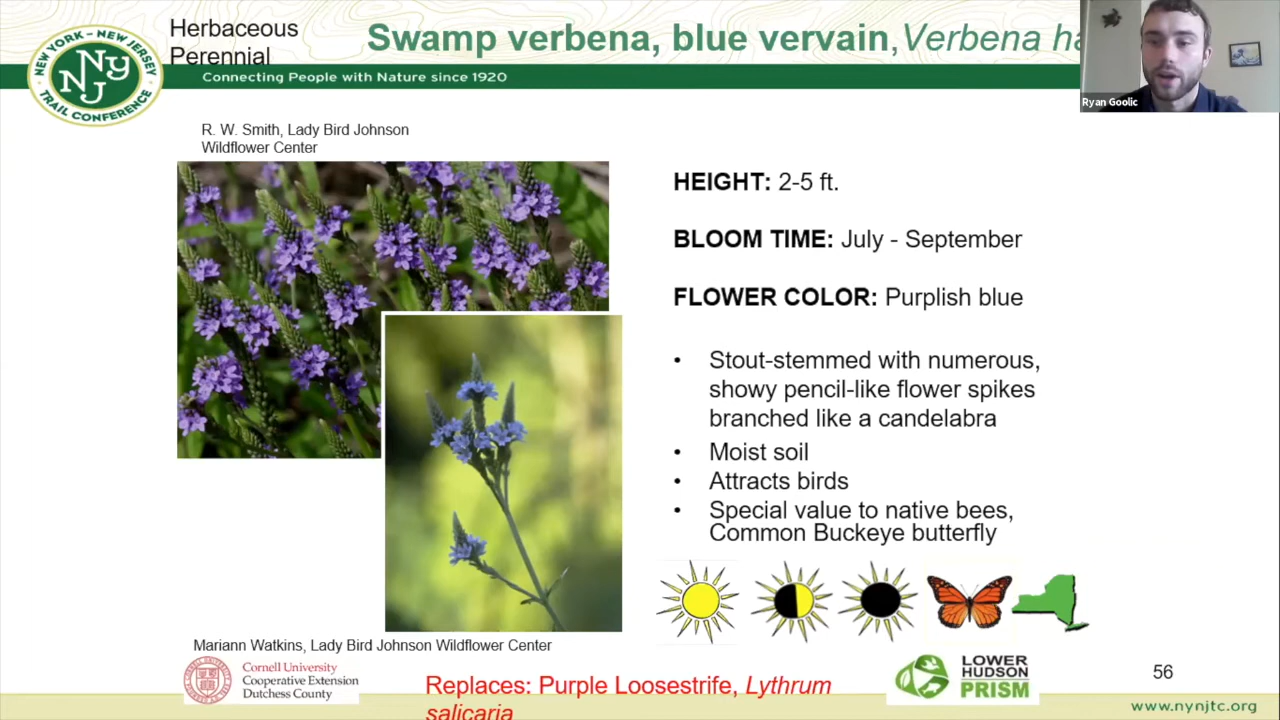 Herbaceous
Perennial
Swamp verbena, blue vervain, Verbena ha
NEW YORK - NEW JERSEY
NY
NJ
TRAIL CONFERENCE
Connecting People with Nature since 1920
Ryan Goolic
R. W. Smith, Lady Bird Johnson
Wildflower Center
HEIGHT: 2-5 ft.
BLOOM TIME: July - September
FLOWER COLOR: Purplish blue
• Stout-stemmed with numerous,
showy pencil-like flower spikes
branched like a candelabra
• Moist soil
• Attracts birds
• Special value to native bees,
Common Buckeye butterfly
Mariann Watkins, Lady Bird Johnson Wildflower Center
Cornell University
Cooperative Extension
Dutchess County
Replaces: Purple Loosestrife, Lythrum
salicaria
LOWER
HUDSON
PRISM
56
www.nynjtc.org